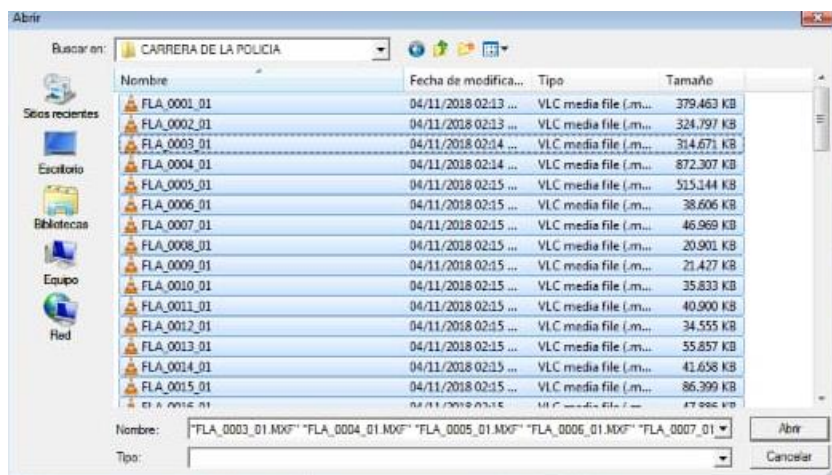 Abrir
Buscar en: CARRERA DE LA POLICIA
Nombre Fecha de modifica... Tipo Tamaño
FLA_0001_01 04/11/2018 02:13 ... VLC media file (.m... 379.463 KB
FLA_0002_01 04/11/2018 02:13 ... VLC media file (.m... 324.797 KB
FLA_0003_01 04/11/2018 02:14 ... VLC media file (.m... 314.671 KB
FLA_0004_01 04/11/2018 02:14 ... VLC media file (.m... 872.307 KB
FLA_0005_01 04/11/2018 02:15 ... VLC media file (.m... 515.144 KB
FLA_0006_01 04/11/2018 02:15 ... VLC media file (.m... 38.606 KB
FLA_0007_01 04/11/2018 02:15 ... VLC media file (.m... 46.969 KB
FLA_0008_01 04/11/2018 02:15 ... VLC media file (.m... 20.901 KB
FLA_0009_01 04/11/2018 02:15 ... VLC media file (.m... 21.427 KB
FLA_0010_01 04/11/2018 02:15 ... VLC media file (.m... 35.833 KB
FLA_0011_01 04/11/2018 02:15 ... VLC media file (.m... 40.900 KB
FLA_0012_01 04/11/2018 02:15 ... VLC media file (.m... 34.555 KB
FLA_0013_01 04/11/2018 02:15 ... VLC media file (.m... 55.857 KB
FLA_0014_01 04/11/2018 02:15 ... VLC media file (.m... 41.658 KB
FLA_0015_01 04/11/2018 02:15 ... VLC media file (.m... 86.399 KB
FLA_0016_01 04/11/2018 02:15
Sitios recientes
Escritorio
Bibliotecas
Equipo
Red
Nombre: "FLA_0003_01.MXF" "FLA_0004_01.MXF" "FLA_0005_01.MXF" "FLA_0006_01.MXF" "FLA_0007_01
Abrir
Tipo:
Cancelar